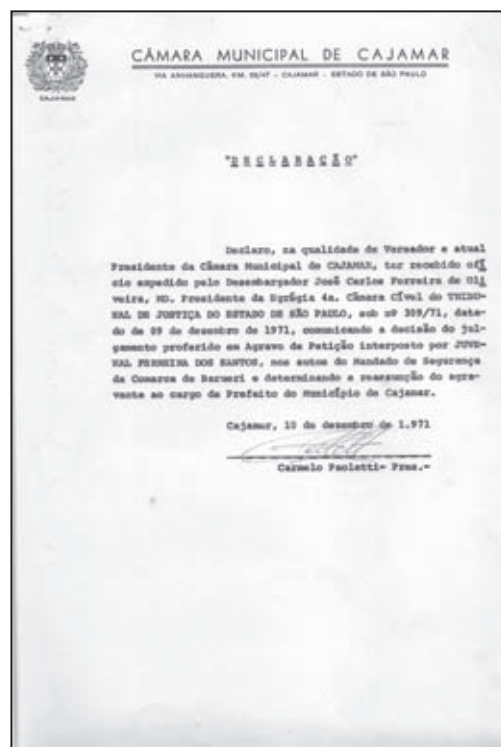 CÂMARA MUNICIPAL DE CAJAMAR
VIA ANHANGUERA, KM. 38/47 - CAJAMAR - ESTADO DE SÃO PAULO
CAJAMAR
"DECLARAÇÃO"
Declaro, na qualidade de Vereador e atual
Presidente da Câmara Municipal de CAJAMAR, ter recebido ofí
cio expedido pelo Desembargador José Carlos Ferreira de Oli
veira, MD. Presidente da Egrégia 4a. Câmara Cível do TRIBU-
NAL DE JUSTIÇA DO ESTADO DE SÃO PAULO, sob nº 309/71, data-
do de 09 de dezembro de 1971, comunicando a decisão do jul-
gamento proferido em Agravo de Petição interposto por JUVE-
NAL FERREIRA DOS SANTOS, nos autos do Mandado de Segurança
da Comarca de Barueri e determinando a reassunção do agra-
vante ao cargo de Prefeito do Município de Cajamar.
Cajamar, 10 de dezembro de 1.971
Carmelo Paoletti- Pres.-